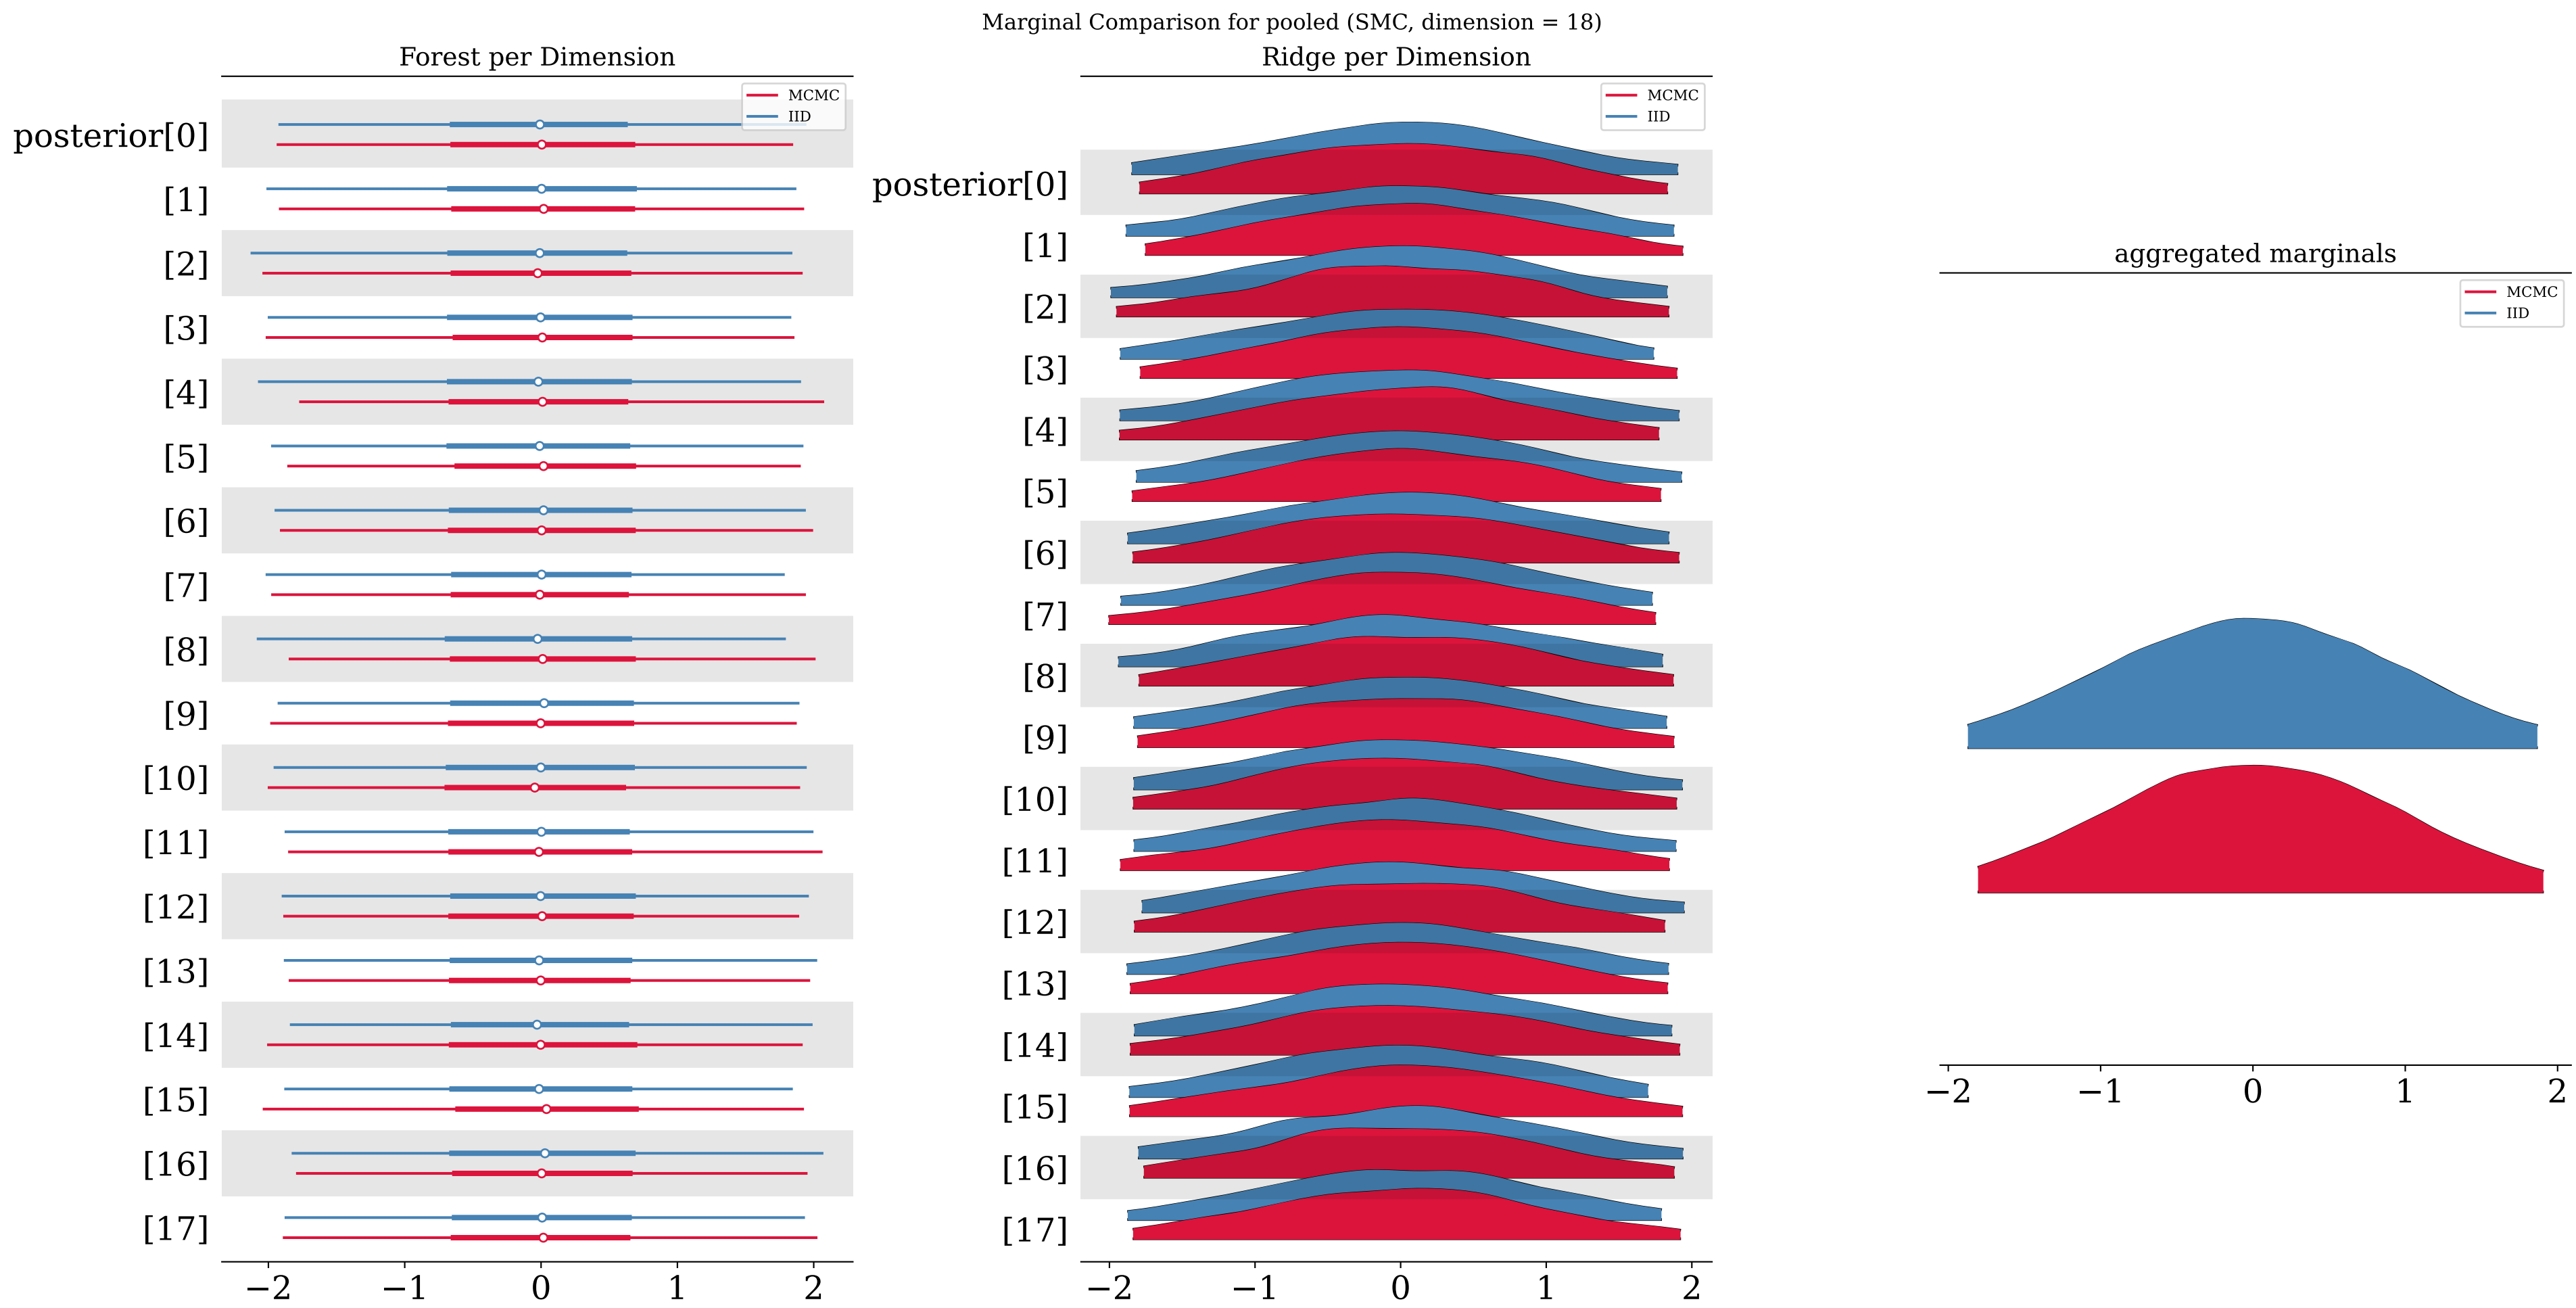 Marginal Comparison for pooled (SMC, dimension = 18)
Forest per Dimension
MCMC
IID
posterior[0]
[1]
[2]
[3]
[4]
[5]
[6]
[7]
[8]
[9]
[10]
[11]
[12]
[13]
[14]
[15]
[16]
[17]
−2 −1 0 1 2
Ridge per Dimension
MCMC
IID
posterior[0]
[1]
[2]
[3]
[4]
[5]
[6]
[7]
[8]
[9]
[10]
[11]
[12]
[13]
[14]
[15]
[16]
[17]
−2 −1 0 1 2
aggregated marginals
MCMC
IID
−2 −1 0 1 2